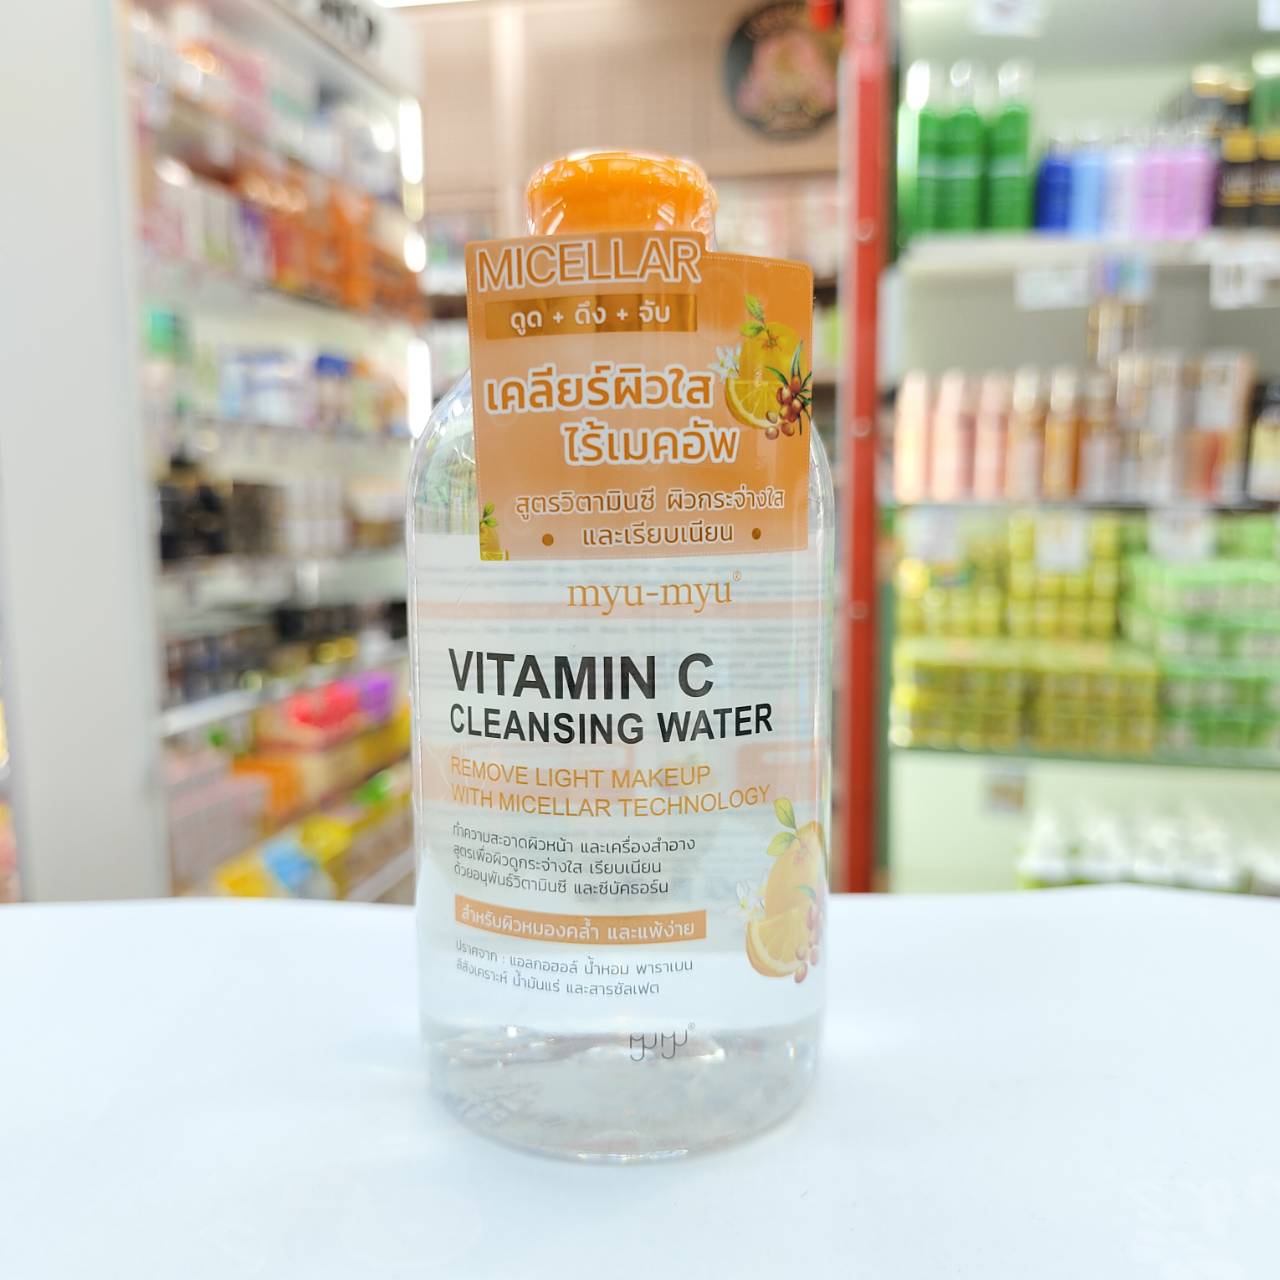 MICELLAR
ดูด + ดึง + จับ
เคลียร์ผิวใส
ไร้เมคอัพ
สูตรวิตามินซี ผิวกระจ่างใส
• และเรียบเนียน •
myu-myu®
VITAMIN C
CLEANSING WATER
REMOVE LIGHT MAKEUP
WITH MICELLAR TECHNOLOGY
ทำความสะอาดผิวหน้า และเครื่องสำอาง
สูตรเพื่อผิวดูกระจ่างใส เรียบเนียน
ด้วยอนุพันธ์วิตามินซี และซีบัคธอร์น
สำหรับผิวหมองคล้ำ และแพ้ง่าย
ปราศจาก : แอลกอฮอล์ น้ำหอม พาราเบน
สีสังเคราะห์ น้ำมันแร่ และสารซัลเฟต
myumyu®